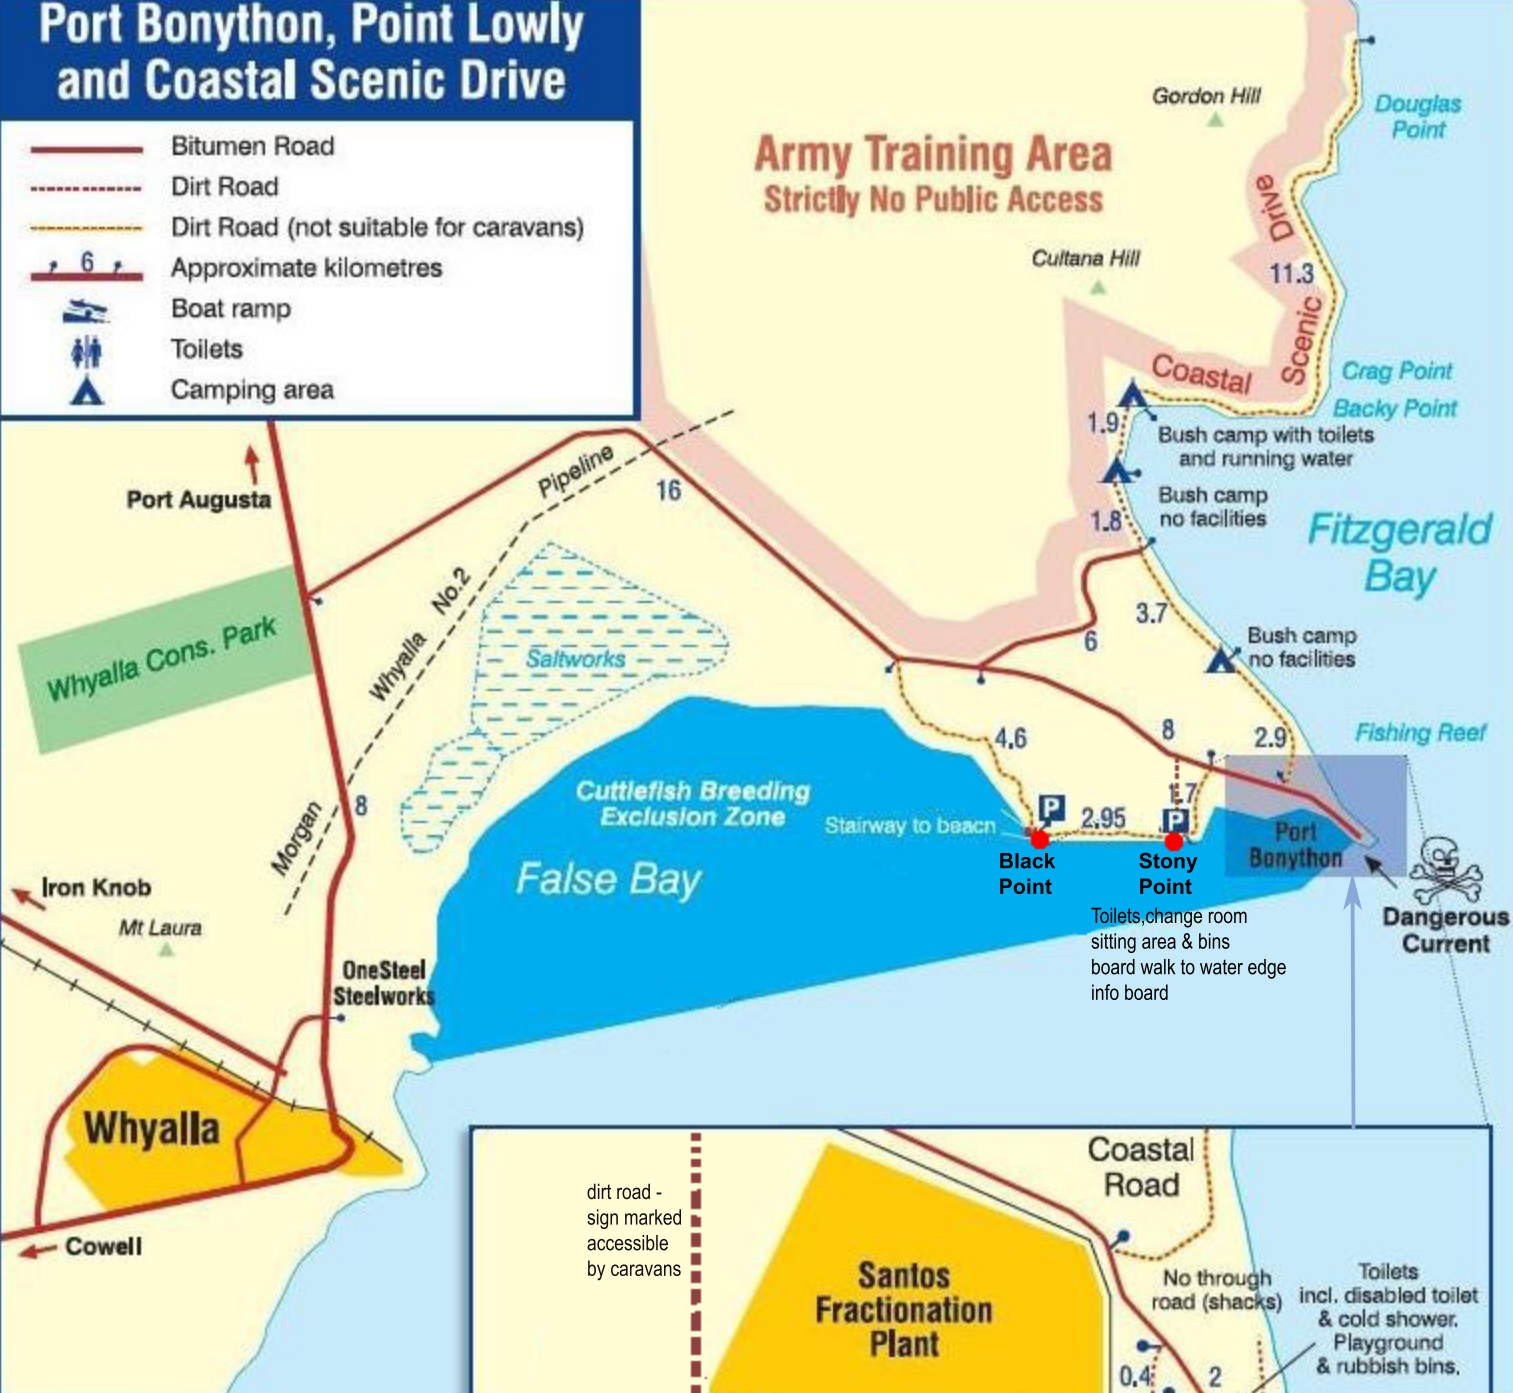 Port Bonython, Point Lowly
and Coastal Scenic Drive
Bitumen Road
Dirt Road
Dirt Road (not suitable for caravans)
6
Approximate kilometres
Boat ramp
Toilets
Camping area
Gordon Hill
Douglas
Point
Army Training Area
Strictly No Public Access
Cultana Hill
Drive
11.3
Scenic
Coastal
Crag Point
Backy Point
1.9
Bush camp with toilets
and running water
Bush camp
no facilities
1.8
Fitzgerald
Bay
Port Augusta
Pipeline
16
No.2
Whyalla
Morgan
Whyalla Cons. Park
Saltworks
3.7
6
Bush camp
no facilities
8
2.9
Fishing Reef
4.6
1.7
P
2.95
P
Cuttlefish Breeding
Exclusion Zone
Stairway to beacn
False Bay
Black
Point
Stony
Point
Port
Bonython
Toilets,change room
sitting area & bins
board walk to water edge
info board
Dangerous
Current
8
Iron Knob
Mt Laura
OneSteel
Steelworks
Whyalla
Cowell
dirt road -
sign marked
accessible
by caravans
Coastal
Road
Santos
Fractionation
Plant
No through
road (shacks)
Toilets
incl. disabled toilet
& cold shower.
Playground
& rubbish bins.
0.4
2